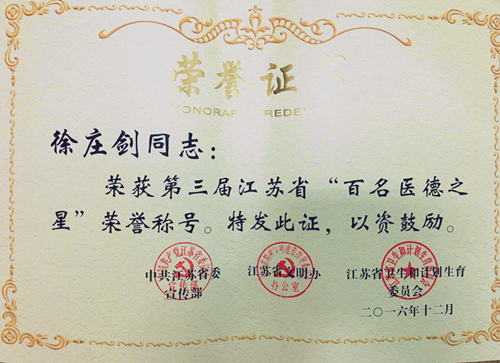 荣誉证
HONORA REDEN
徐庄剑同志：
荣获第三届江苏省“百名医德之
星”荣誉称号。特发此证，以资鼓励。
中共江苏省委 江苏省文明办 江苏省卫生和计划生育
宣传部 办公室 委员会
二〇一六年十二月